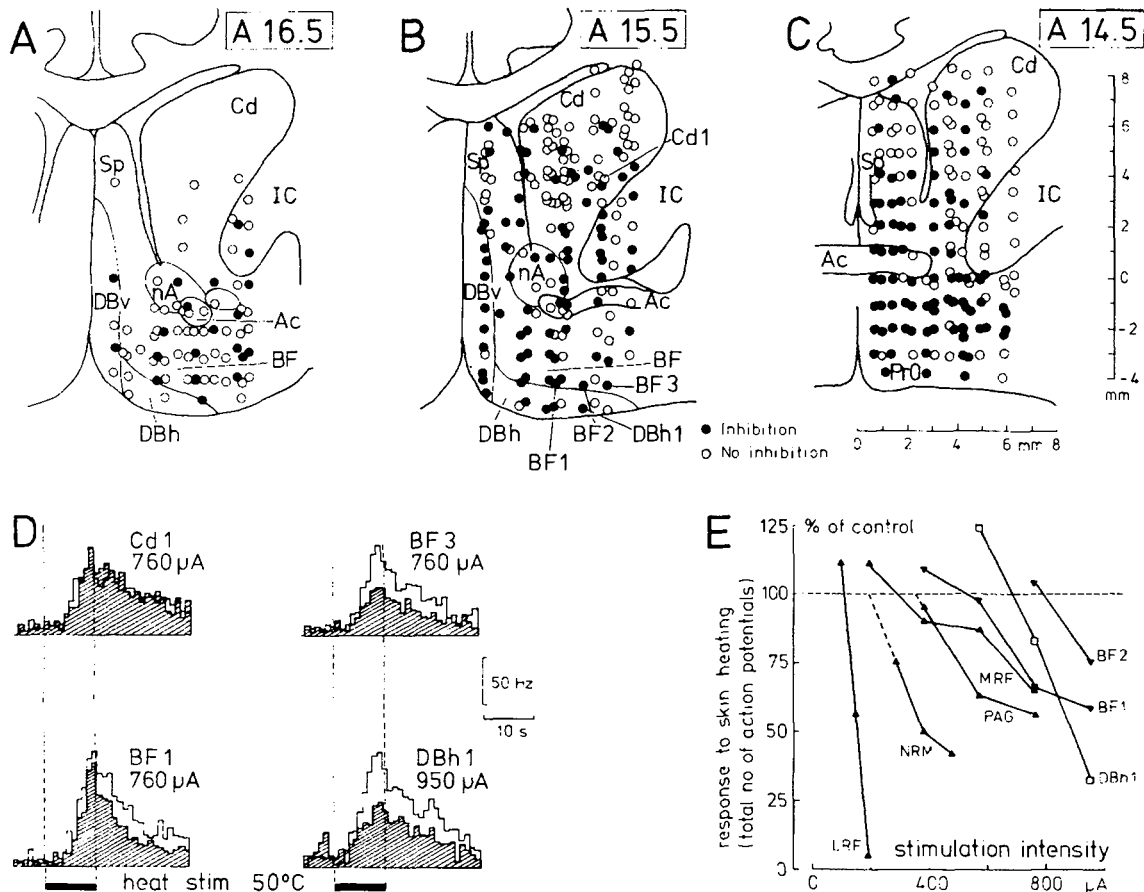 A
A 16.5
Cd
Sp
IC
DBv
nA
Ac
BF
DBh
B
A 15.5
Cd
Cd1
Sp
IC
nA
DBv
Ac
BF
BF3
DBh
BF2
DBh1
BF1
● Inhibition
○ No inhibition
C
A 14.5
Cd
Sp
IC
Ac
PrO
8
6
4
2
0
-2
-4
mm
0 2 4 6 mm 8
D
Cd 1
760 μA
BF 3
760 μA
50 Hz
10 s
BF 1
760 μA
DBh 1
950 μA
heat stim 50°C
E
% of control
125
100
75
50
25
0
response to skin heating
(total no of action potentials)
BF2
MRF
BF1
PAG
NRM
DBh1
LRF
stimulation intensity
0 400 800 μA